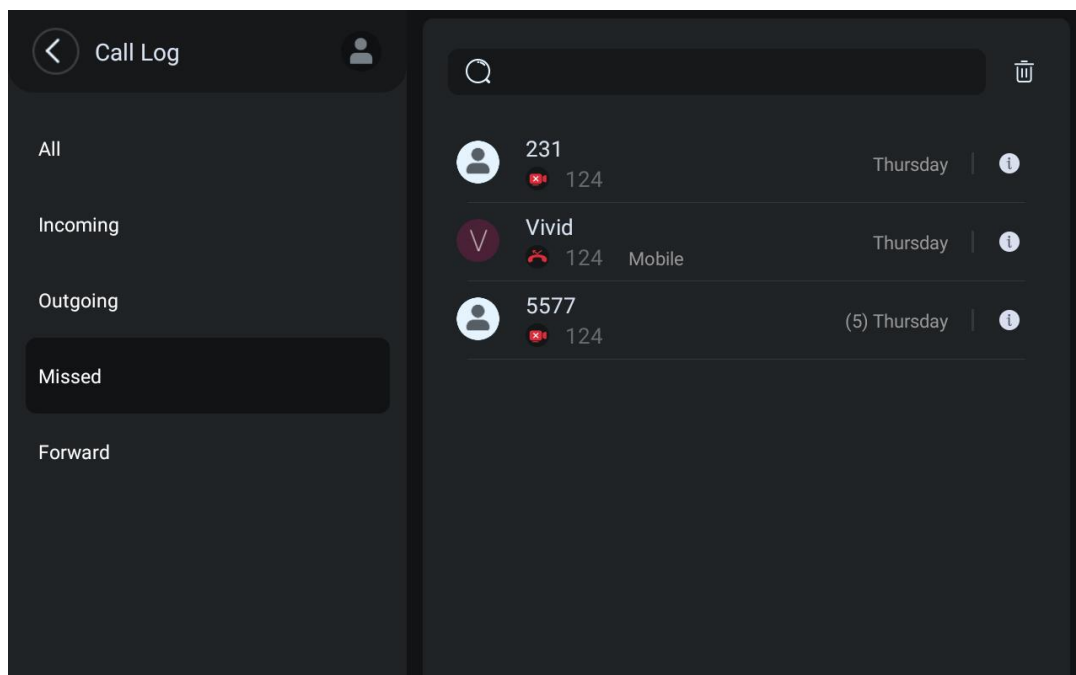 Call Log
All
Incoming
Outgoing
Missed
Forward
231
124
Thursday
Vivid
V
124 Mobile
Thursday
5577
124
(5) Thursday